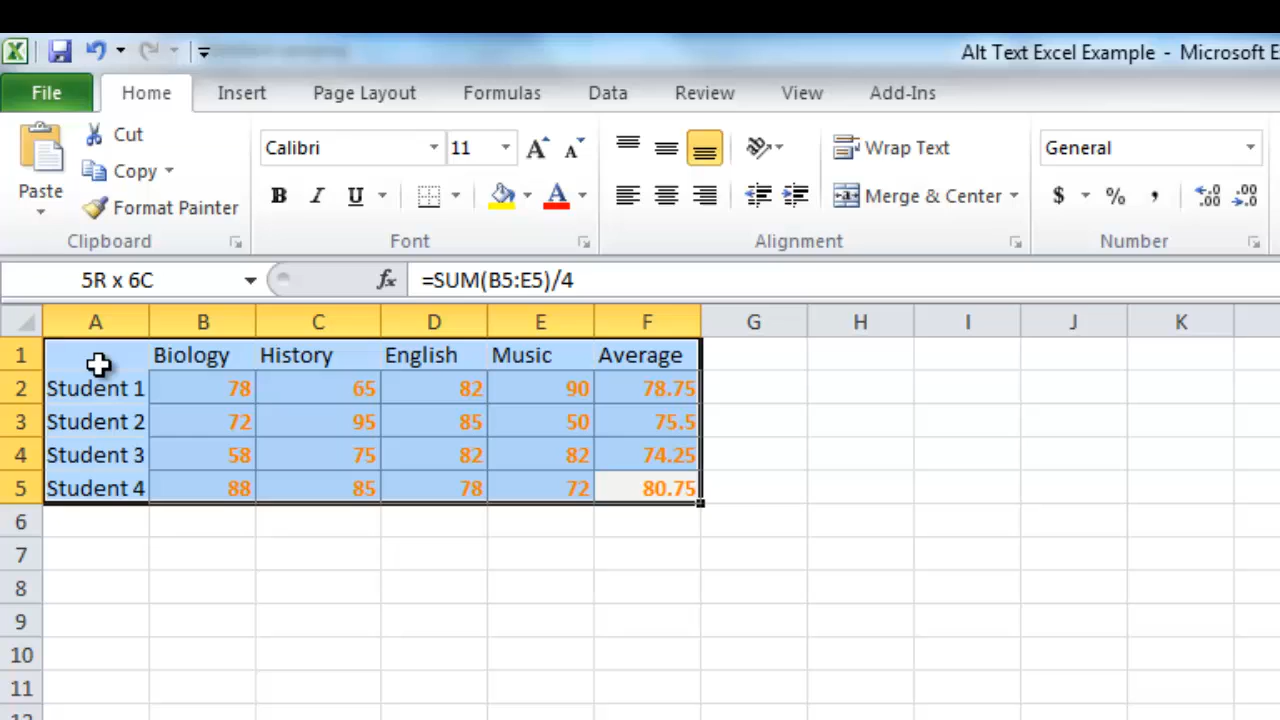 Alt Text Excel Example - Microsoft E
File Home Insert Page Layout Formulas Data Review View Add-Ins
Paste
Cut
Copy
Format Painter
Clipboard
Calibri 11
B I U A
Font
Wrap Text
Merge & Center
Alignment
General
$ % , .00 .00
Number
5R x 6C fx =SUM(B5:E5)/4
A B C D E F G H I J K
1 Biology History English Music Average
2 Student 1 78 65 82 90 78.75
3 Student 2 72 95 85 50 75.5
4 Student 3 58 75 82 82 74.25
5 Student 4 88 85 78 72 80.75
6
7
8
9
10
11